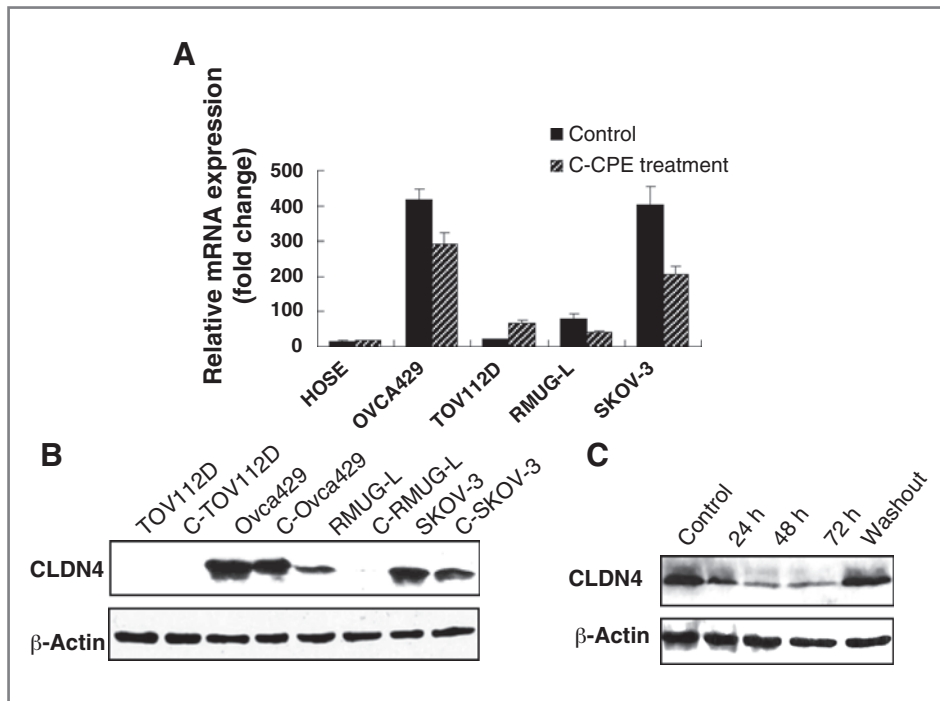 A
Relative mRNA expression
(fold change)
Control
C-CPE treatment
500
400
300
200
100
0
HOSE
OVCA429
TOV112D
RMUG-L
SKOV-3
B
TOV112D
C-TOV112D
Ovca429
C-Ovca429
RMUG-L
C-RMUG-L
SKOV-3
C-SKOV-3
CLDN4
β-Actin
C
Control
24 h
48 h
72 h
Washout
CLDN4
β-Actin